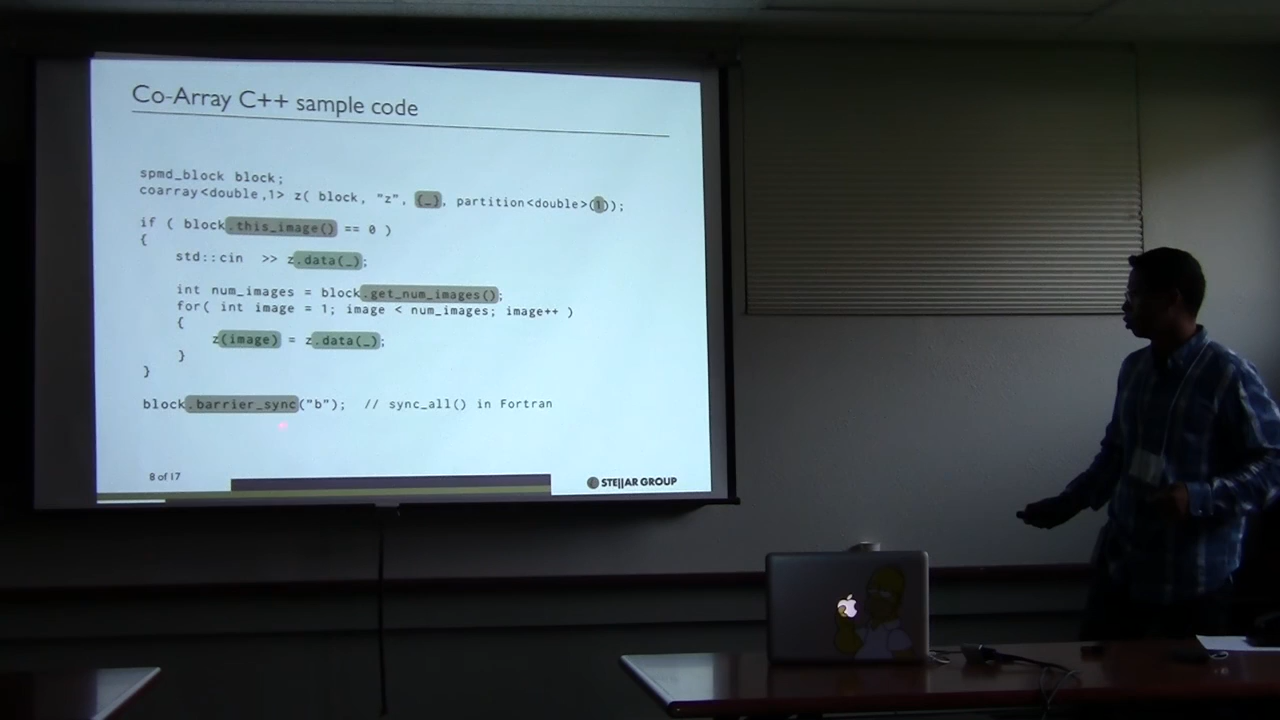 Co-Array C++ sample code
spmd_block block;
coarray<double,1> z( block, "z", {_}, partition<double>(1));
if ( block.this_image() == 0 )
{
std::cin >> z.data(_);
int num_images = block.get_num_images();
for( int image = 1; image < num_images; image++ )
{
z(image) = z.data(_);
}
}
block.barrier_sync("b"); // sync_all() in Fortran
8 of 17
STE||AR GROUP